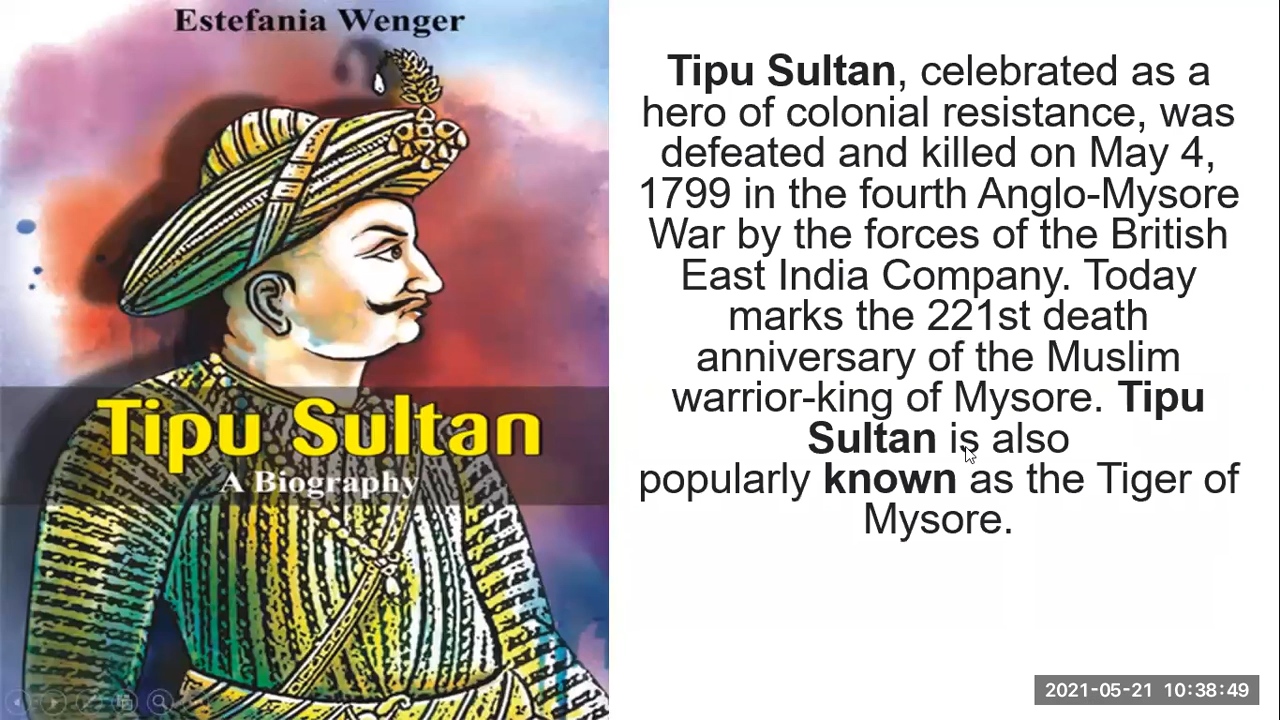 Estefania Wenger
Tipu Sultan
A Biography
Tipu Sultan, celebrated as a
hero of colonial resistance, was
defeated and killed on May 4,
1799 in the fourth Anglo-Mysore
War by the forces of the British
East India Company. Today
marks the 221st death
anniversary of the Muslim
warrior-king of Mysore. Tipu
Sultan is also
popularly known as the Tiger of
Mysore.
2021-05-21 10:38:49